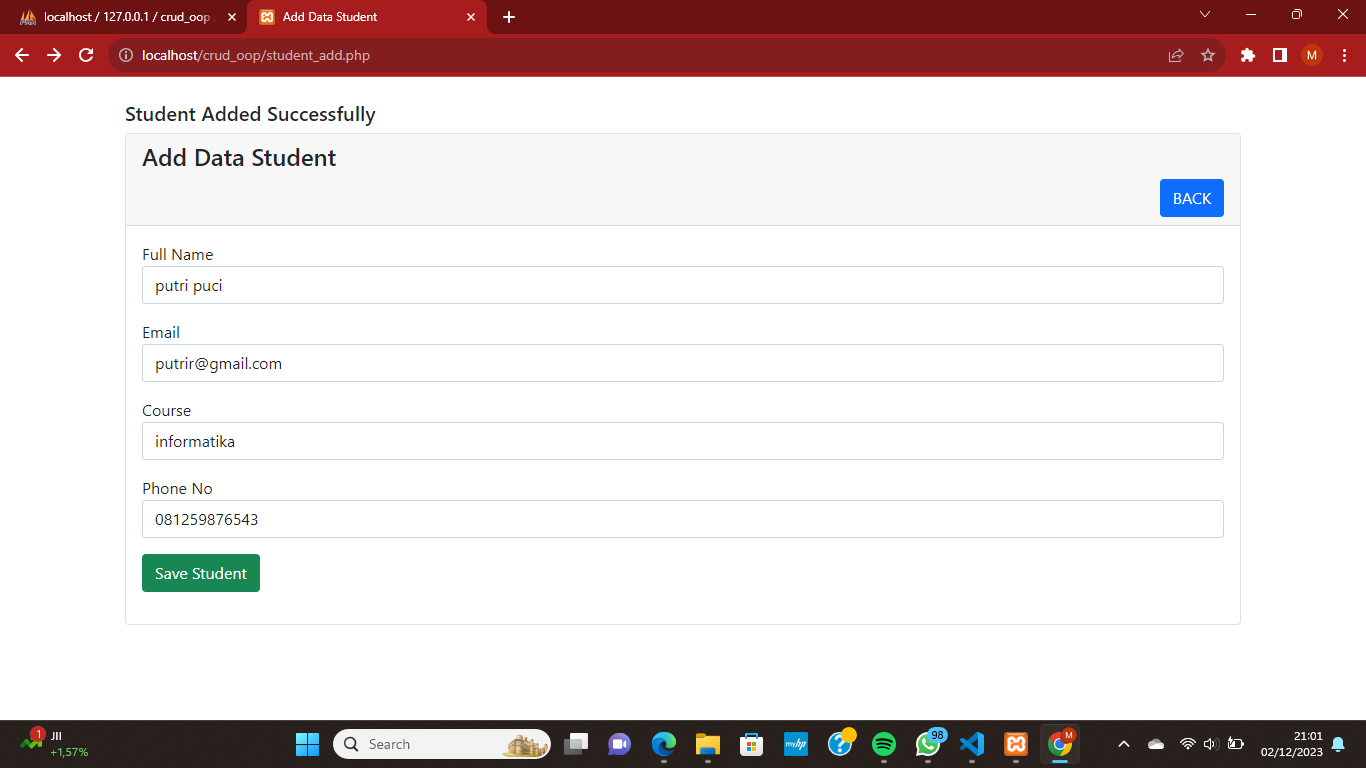 localhost / 127.0.0.1 / crud_oop
Add Data Student
localhost/crud_oop/student_add.php
M
Student Added Successfully
Add Data Student
BACK
Full Name
putri puci
Email
putrir@gmail.com
Course
informatika
Phone No
081259876543
Save Student
1
JII
+1,57%
Search
myhp
98
M
21:01
02/12/2023